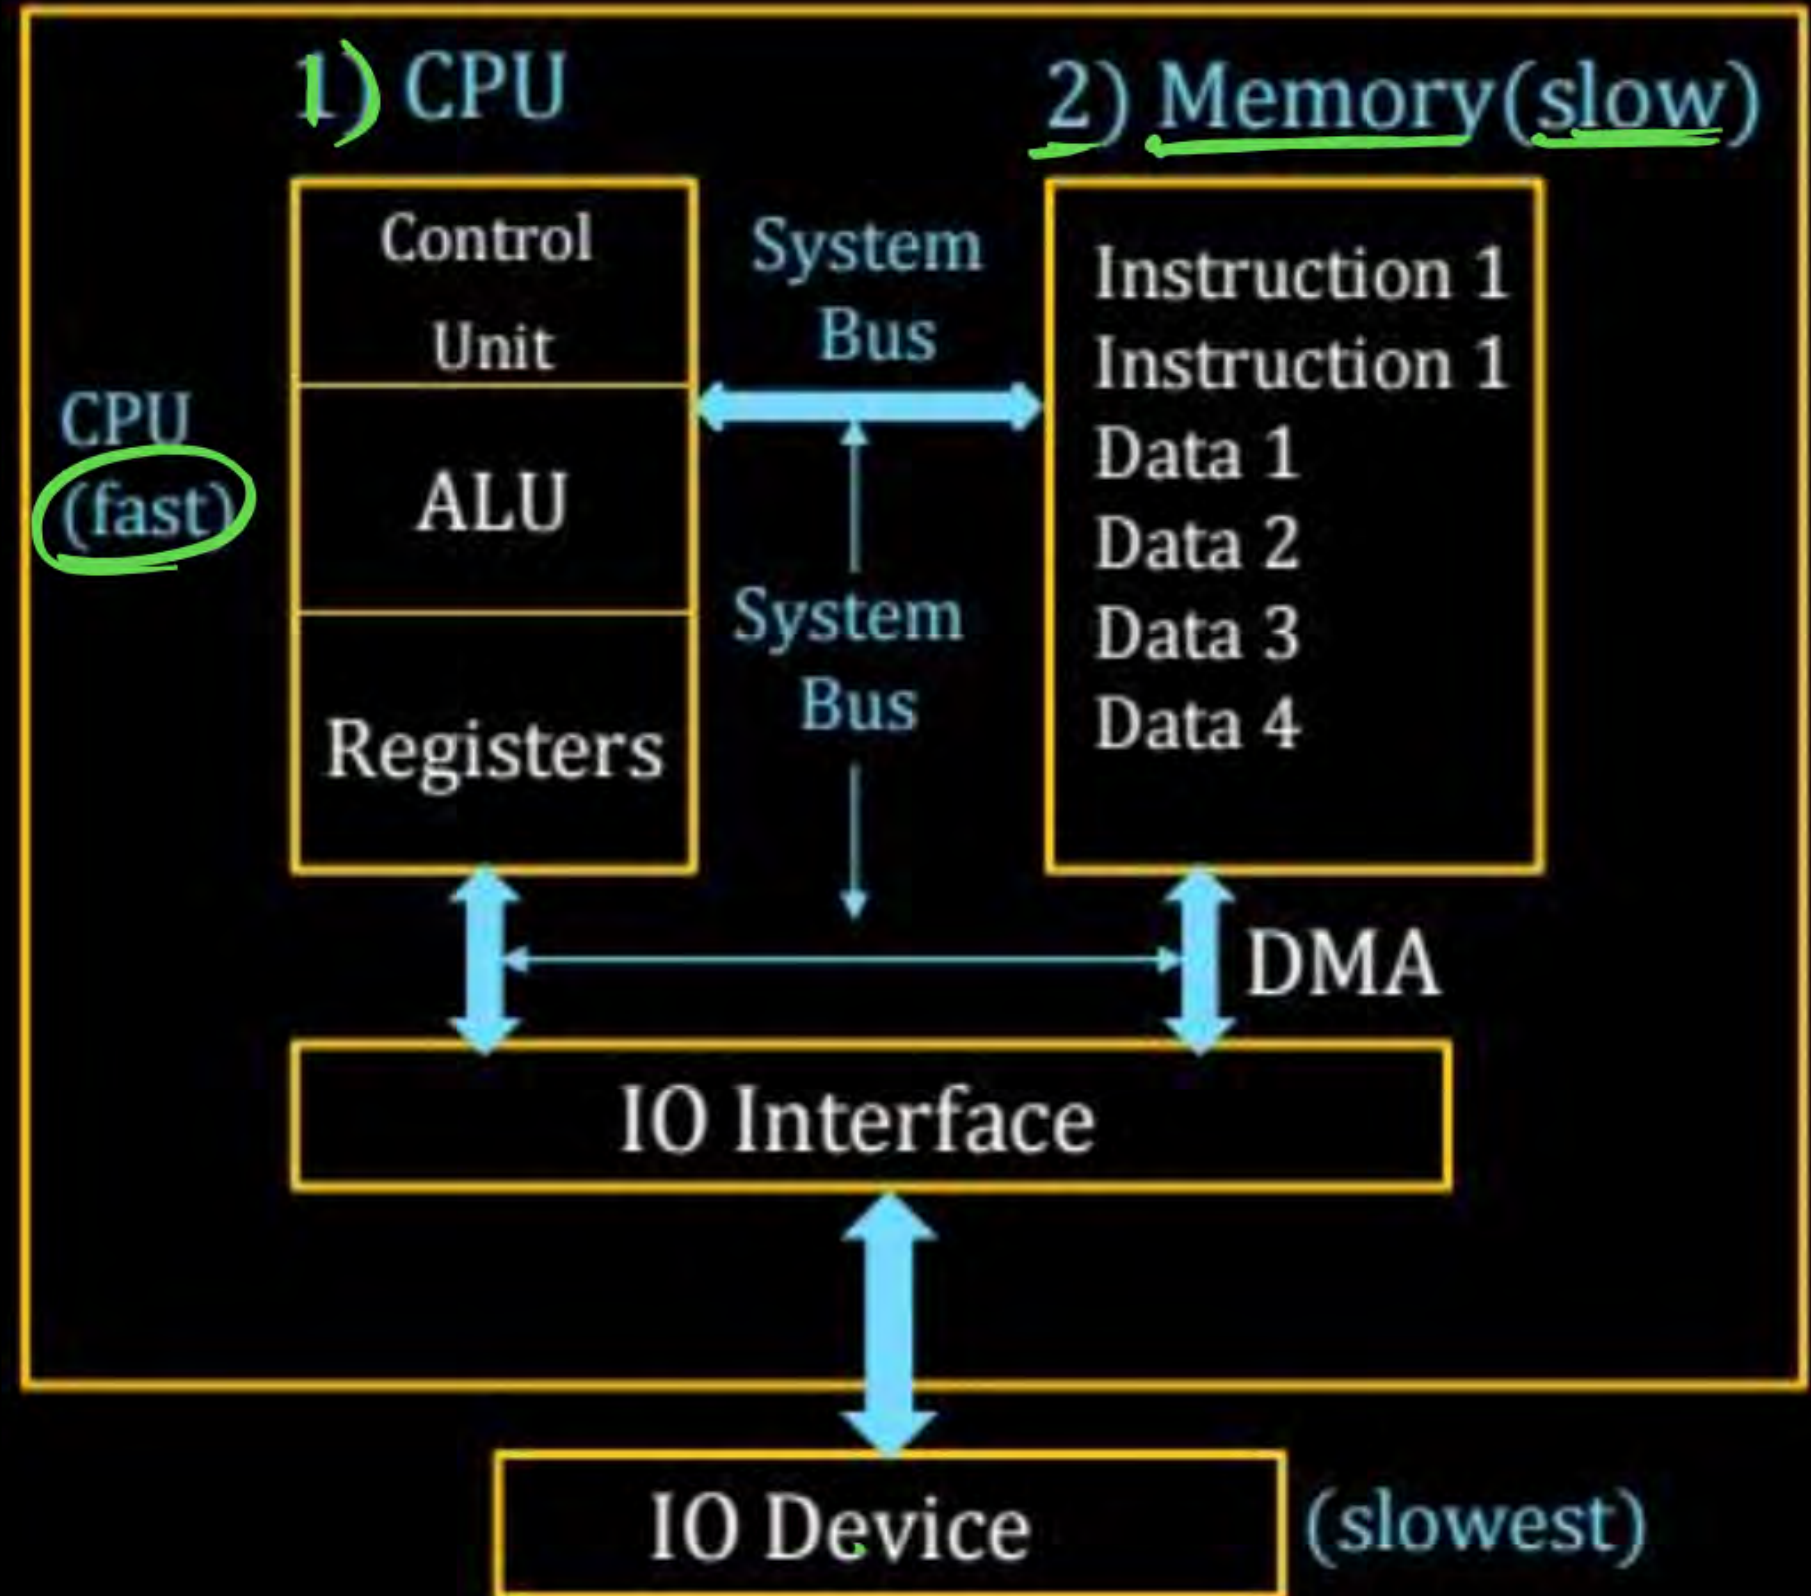 1) CPU
2) Memory(slow)
Control
Unit
ALU
Registers
CPU
(fast)
System
Bus
System
Bus
Instruction 1
Instruction 1
Data 1
Data 2
Data 3
Data 4
DMA
IO Interface
IO Device
(slowest)